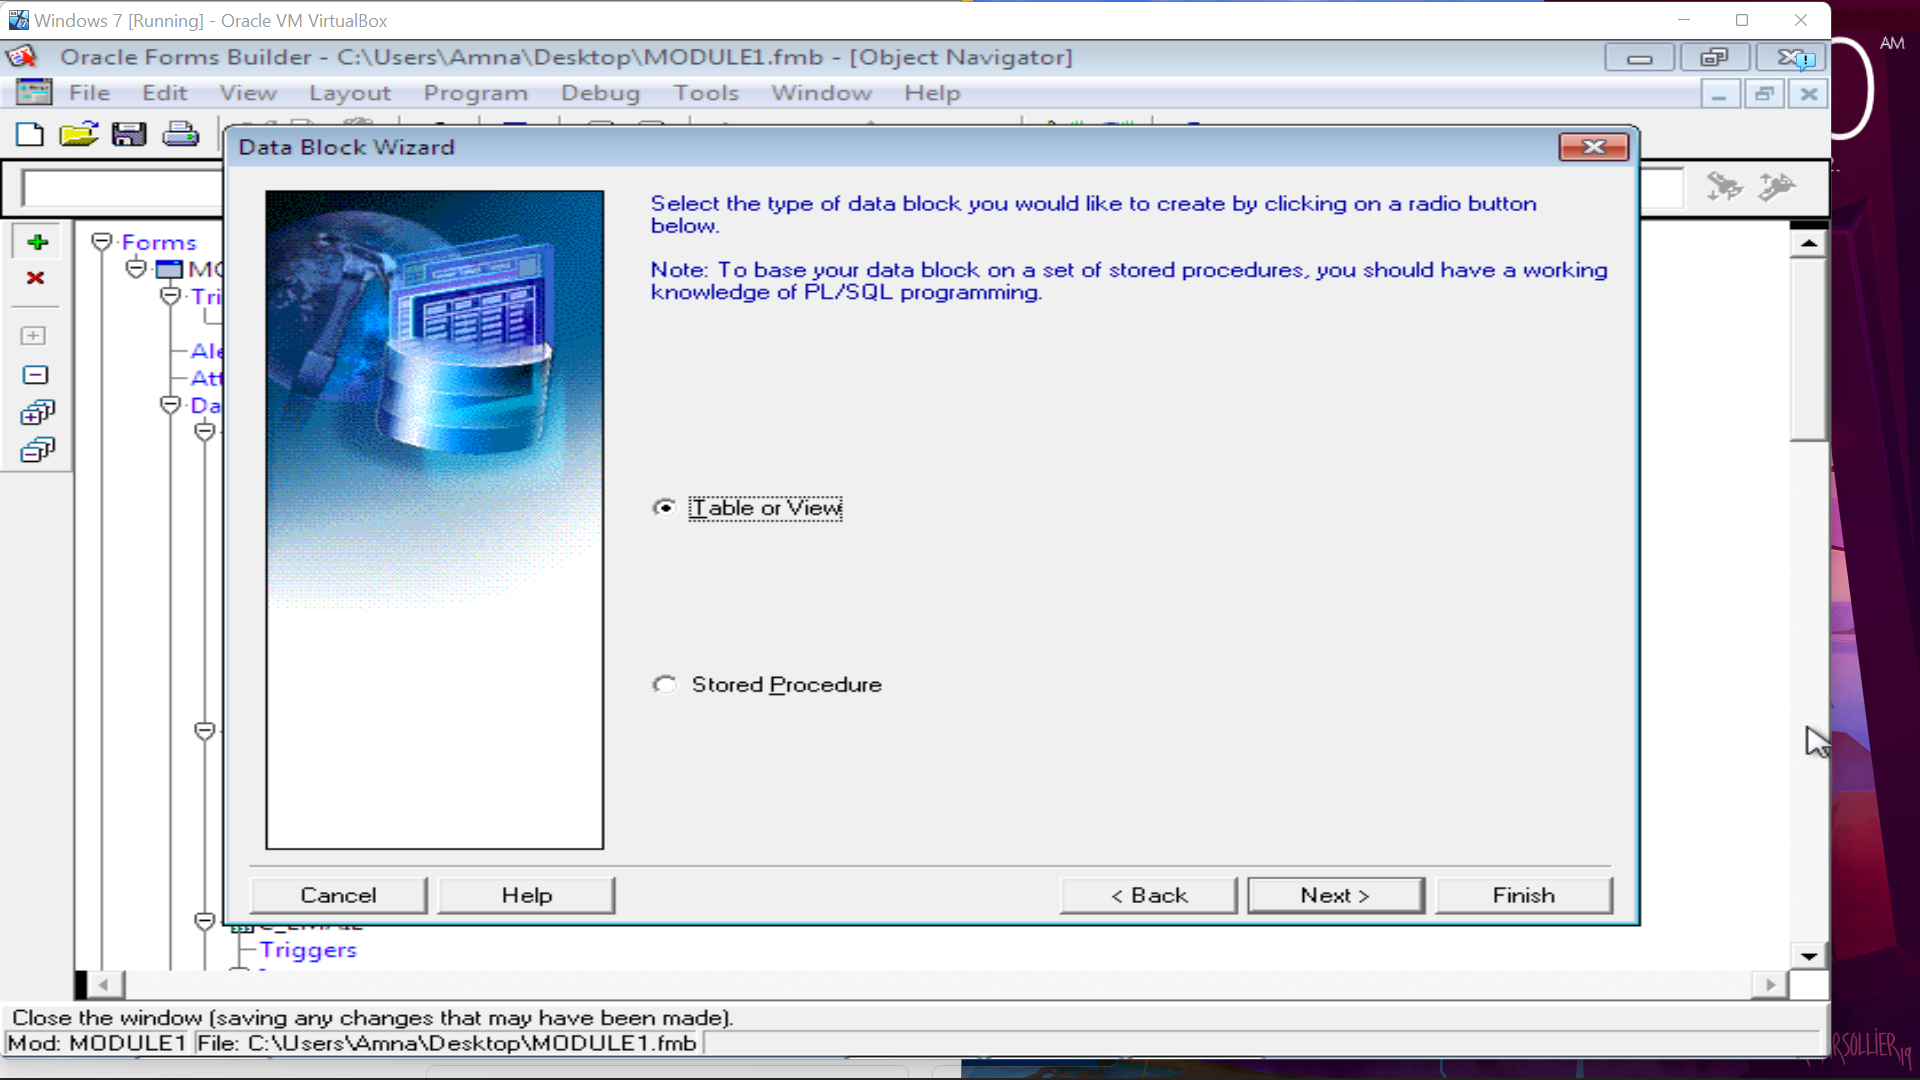 Windows 7 [Running] - Oracle VM VirtualBox
AM
Oracle Forms Builder - C:\Users\Amna\Desktop\MODULE1.fmb - [Object Navigator]
File Edit View Layout Program Debug Tools Window Help
Data Block Wizard
Select the type of data block you would like to create by clicking on a radio button
below.
Note: To base your data block on a set of stored procedures, you should have a working
knowledge of PL/SQL programming.
Forms
MO
Tri
Ale
Att
Da
Table or View
Stored Procedure
Cancel Help < Back Next > Finish
Triggers
Close the window (saving any changes that may have been made).
Mod: MODULE1 File: C:\Users\Amna\Desktop\MODULE1.fmb